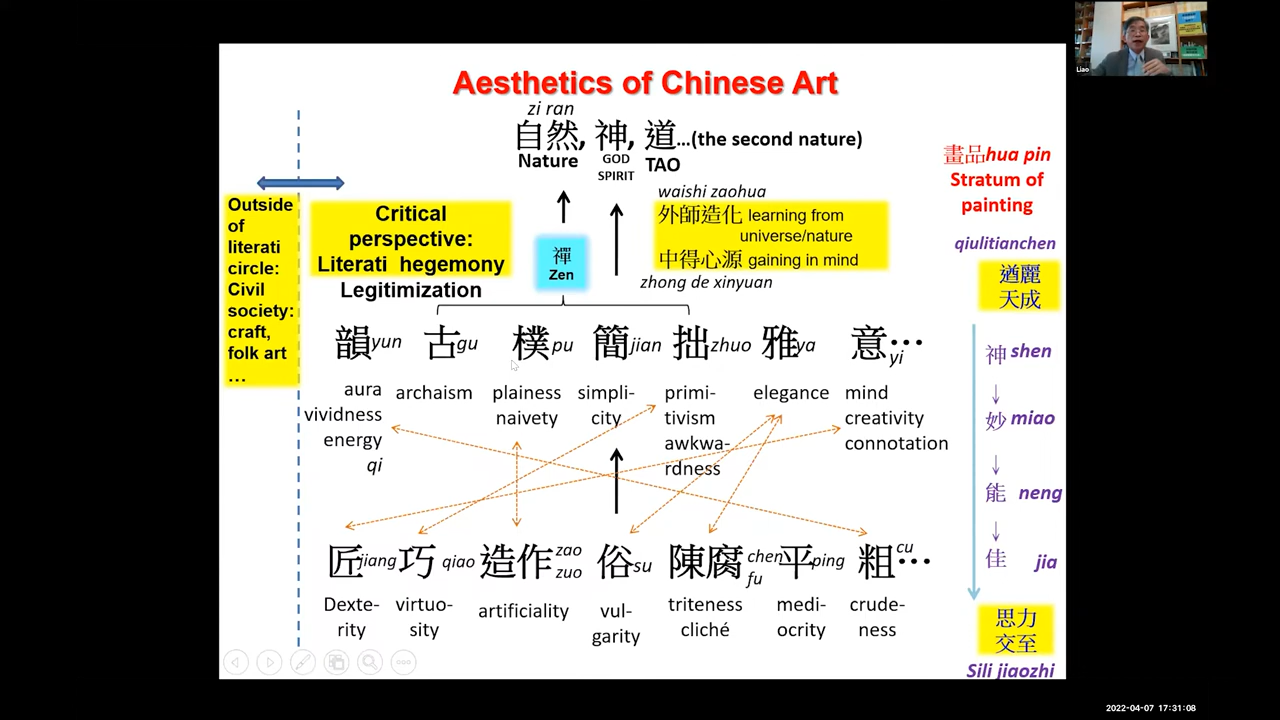 Liao
Aesthetics of Chinese Art
zi ran
自然, 神, 道...(the second nature)
Nature GOD SPIRIT TAO
畫品hua pin
Stratum of
painting
qiulitianchen
遒麗
天成
Outside
of
literati
circle:
Civil
society:
craft,
folk art
...
Critical
perspective:
Literati hegemony
Legitimization
禪
Zen
waishi zaohua
外師造化 learning from
universe/nature
中得心源 gaining in mind
zhong de xinyuan
韻yun 古gu 樸pu 簡jian 拙zhuo 雅ya 意...yi
aura
vividness
energy
qi
archaism
plainess
naivety
simpli-
city
primi-
tivism
awkwa-
rdness
elegance
mind
creativity
connotation
神 shen
妙 miao
能 neng
佳 jia
匠jiang 巧qiao 造作zao zuo 俗su 陳腐chen fu 平ping 粗cu...
Dexte-
rity
virtuo-
sity
artificiality
vul-
garity
triteness
cliché
medi-
ocrity
crude-
ness
思力
交至
Sili jiaozhi
2022-04-07 17:31:08